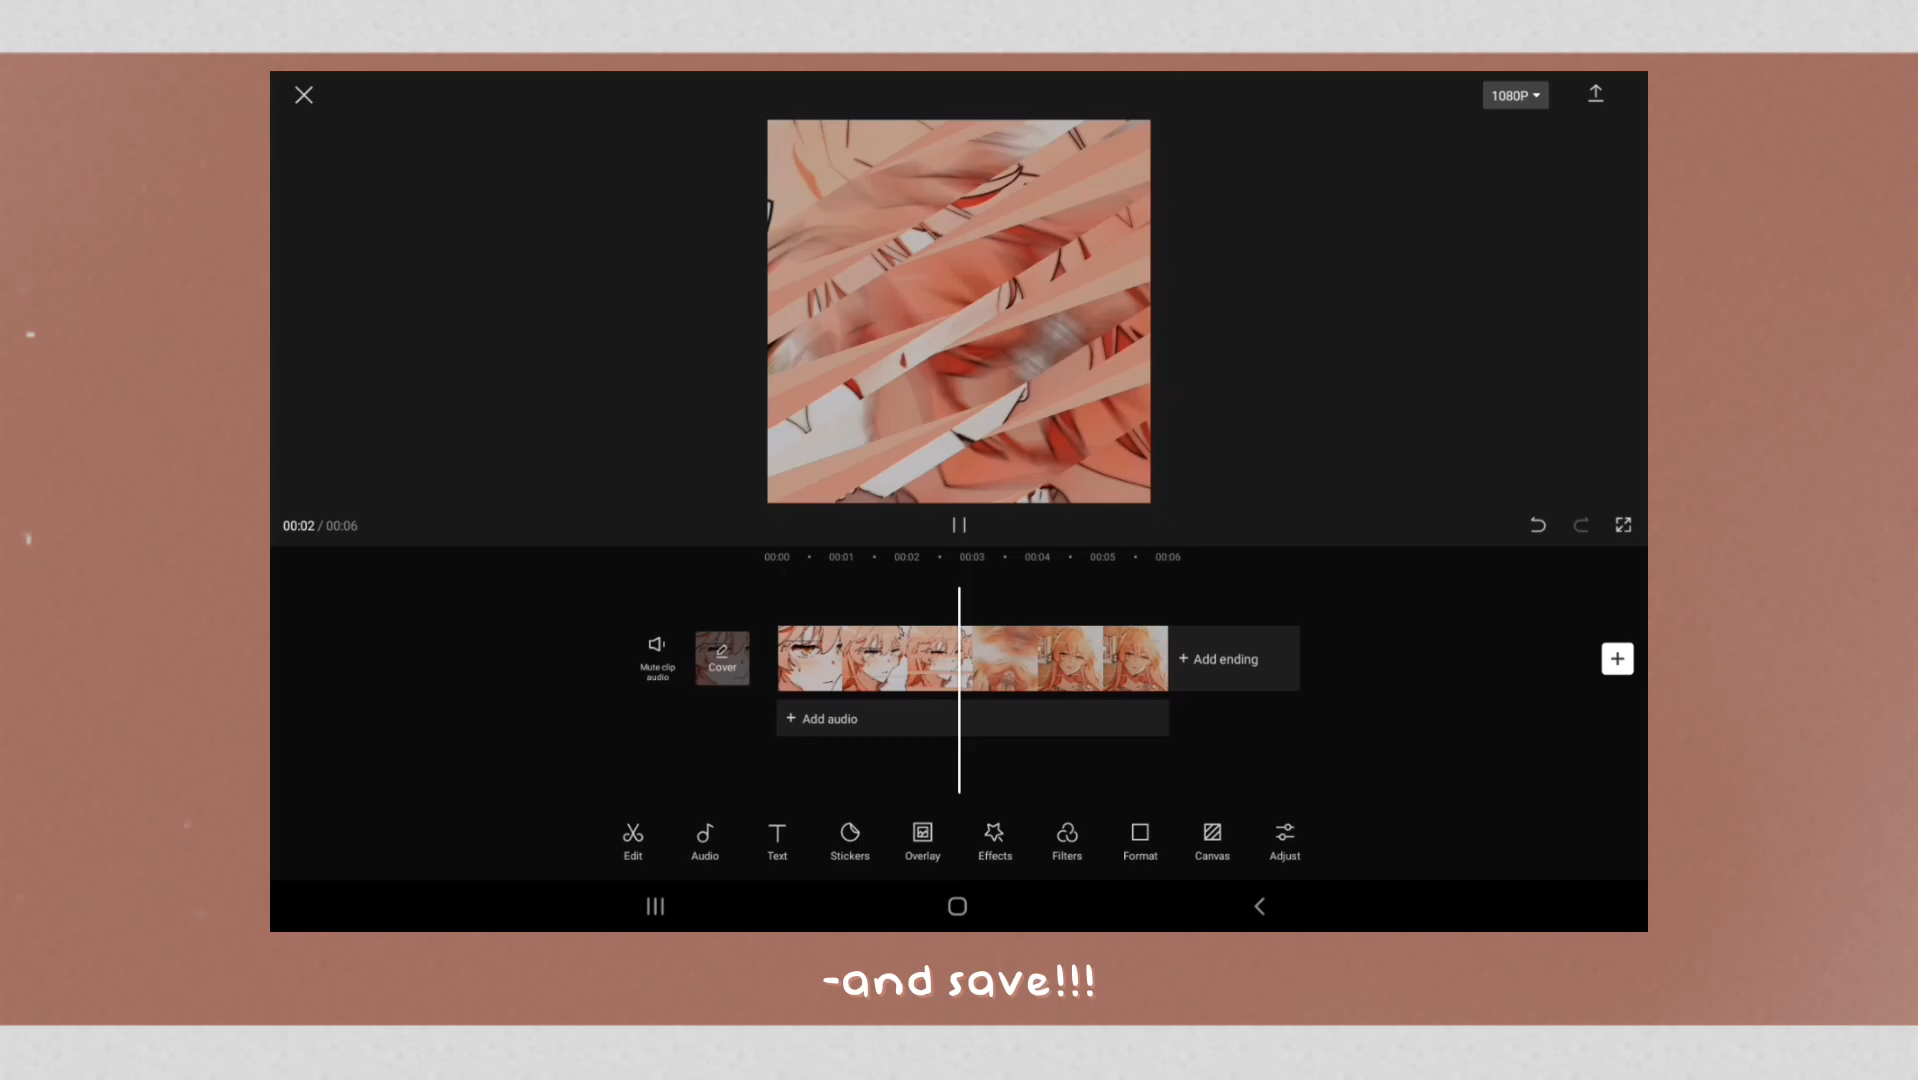 1080P
00:02 / 00:06
00:00 00:01 00:02 00:03 00:04 00:05 00:06
Mute clip
audio
Cover
+ Add ending
+ Add audio
Edit Audio Text Stickers Overlay Effects Filters Format Canvas Adjust
-and save!!!